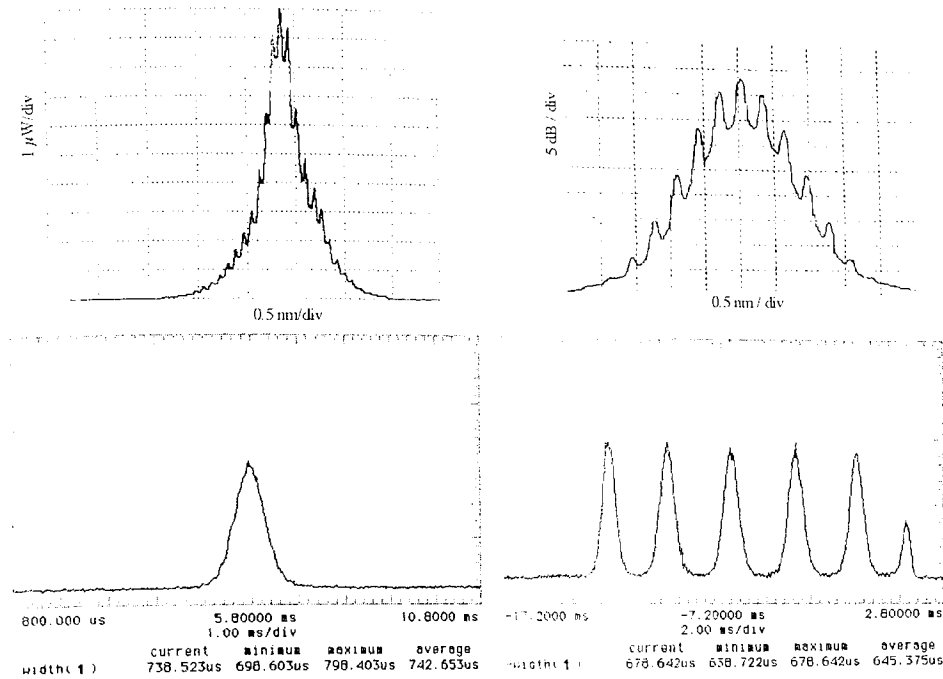 1 µW/div
0.5 nm/div
5 dB / div
0.5 nm / div
800.000 us 5.80000 ms 10.8000 ms
1.00 ms/div
current minimum maximum average
width(1) 738.523us 698.603us 798.403us 742.653us
-17.2000 ms -7.20000 ms 2.80000 ms
2.00 ms/div
current minimum maximum average
width(1) 678.642us 638.722us 678.642us 645.375us